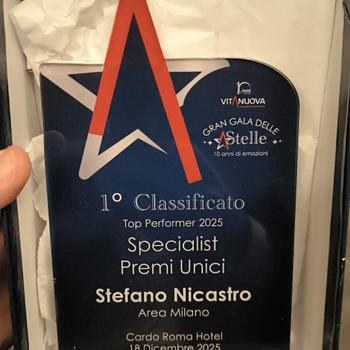 VITANUOVA
GRAN GALA DELLE
Stelle
10 anni di emozioni
1° Classificato
Top Performer 2025
Specialist
Premi Unici
Stefano Nicastro
Area Milano
Cardo Roma Hotel
18 Dicembre 2025